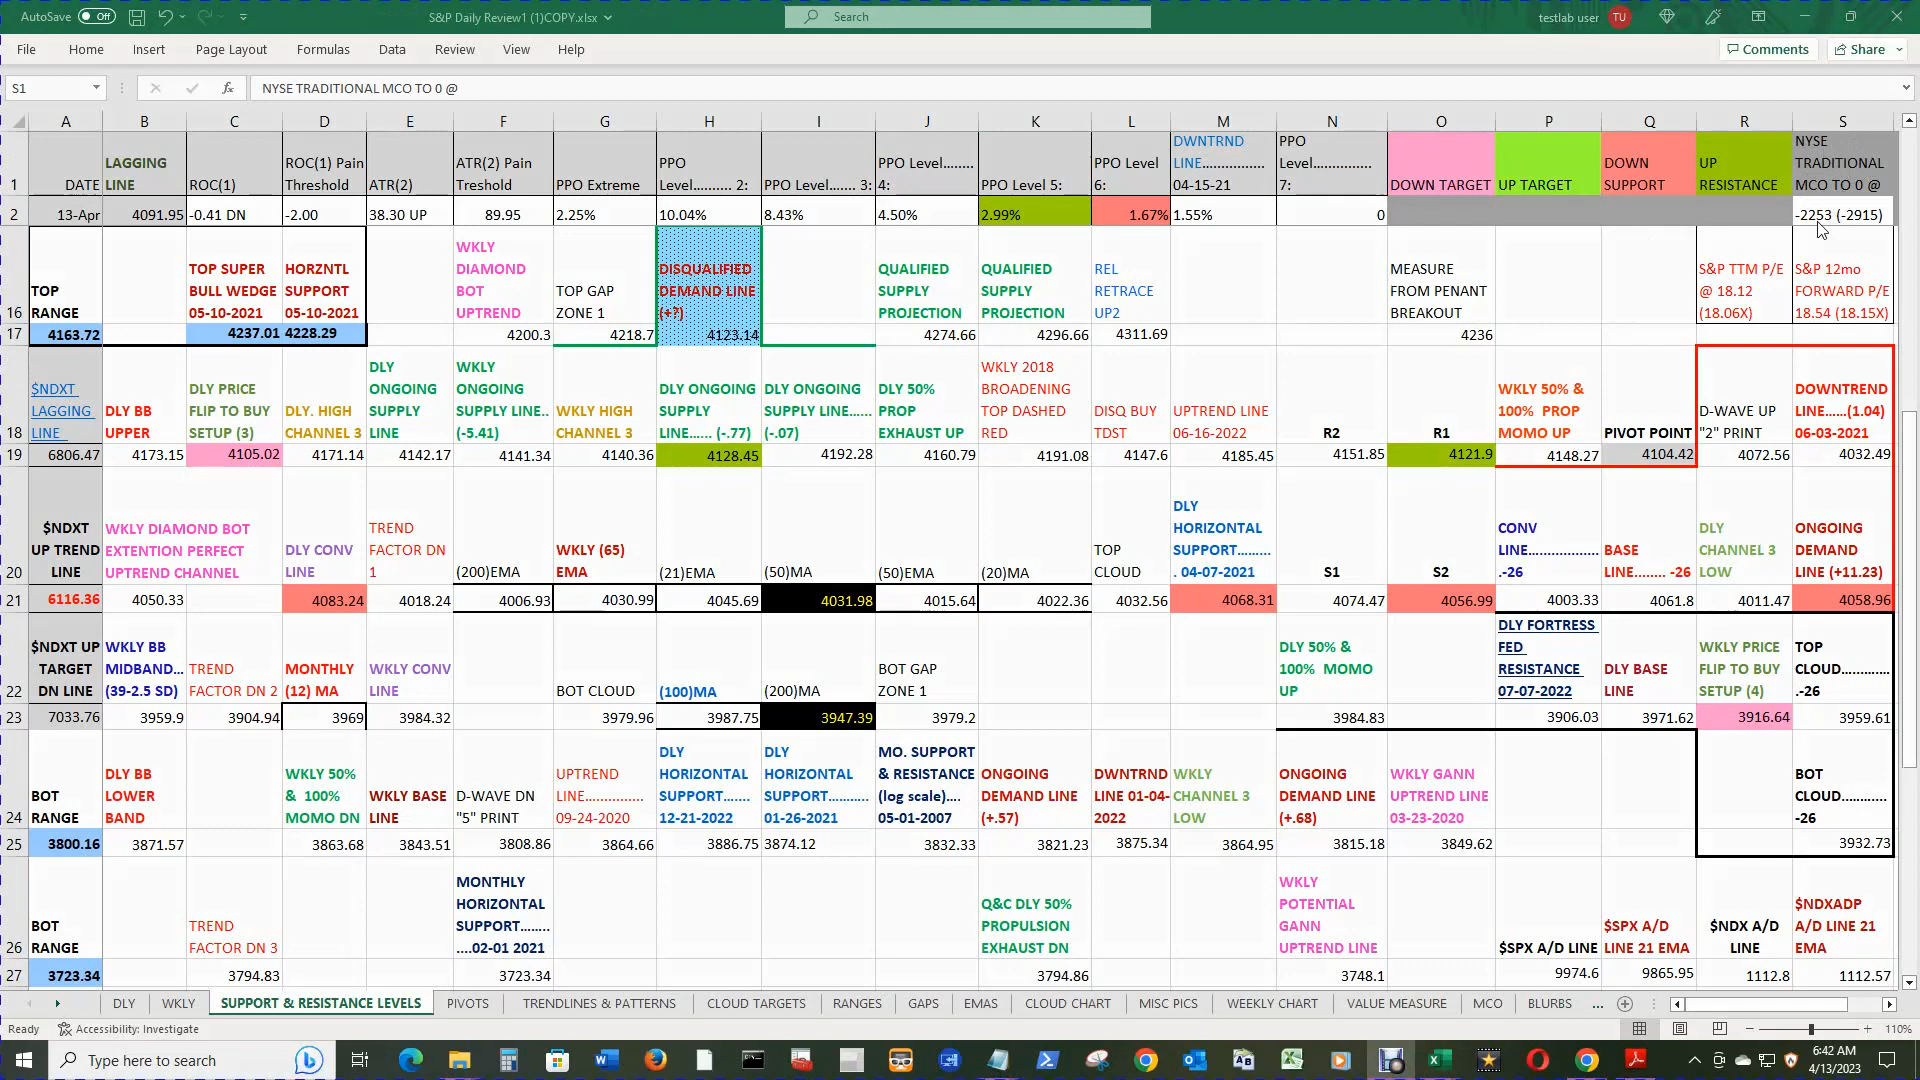 AutoSave Off S&P Daily Review1 (1)COPY.xlsx Search testlab user TU
File Home Insert Page Layout Formulas Data Review View Help Comments Share
S1 fx NYSE TRADITIONAL MCO TO 0 @
A B C D E F G H I J K L M N O P Q R S
1 DATE
LAGGING LINE
ROC(1)
ROC(1) Pain Threshold
ATR(2)
ATR(2) Pain Treshold
PPO Extreme
PPO Level.......... 2:
PPO Level....... 3:
PPO Level........ 4:
PPO Level 5:
PPO Level 6:
DWNTRND LINE................. 04-15-21
PPO Level............... 7:
DOWN TARGET
UP TARGET
DOWN SUPPORT
UP RESISTANCE
NYSE TRADITIONAL MCO TO 0 @
2 13-Apr 4091.95 -0.41 DN -2.00 38.30 UP 89.95 2.25% 10.04% 8.43% 4.50% 2.99% 1.67% 1.55% 0 -2253 (-2915)
16 TOP RANGE
TOP SUPER BULL WEDGE 05-10-2021
HORZNTL SUPPORT 05-10-2021
WKLY DIAMOND BOT UPTREND
TOP GAP ZONE 1
DISQUALIFIED DEMAND LINE (+?)
QUALIFIED SUPPLY PROJECTION
QUALIFIED SUPPLY PROJECTION
REL RETRACE UP2
MEASURE FROM PENANT BREAKOUT
S&P TTM P/E @ 18.12 (18.06X)
S&P 12mo FORWARD P/E 18.54 (18.15X)
17 4163.72 4237.01 4228.29 4200.3 4218.7 4123.14 4274.66 4296.66 4311.69 4236
18 $NDXT LAGGING LINE
DLY BB UPPER
DLY PRICE FLIP TO BUY SETUP (3)
DLY. HIGH CHANNEL 3
DLY ONGOING SUPPLY LINE
WKLY ONGOING SUPPLY LINE.. (-5.41)
WKLY HIGH CHANNEL 3
DLY ONGOING SUPPLY LINE...... (-.77)
DLY ONGOING SUPPLY LINE...... (-.07)
DLY 50% PROP EXHAUST UP
WKLY 2018 BROADENING TOP DASHED RED
DISQ BUY TDST
UPTREND LINE 06-16-2022
R2
R1
WKLY 50% & 100% PROP MOMO UP
PIVOT POINT
D-WAVE UP "2" PRINT
DOWNTREND LINE......(1.04) 06-03-2021
19 6806.47 4173.15 4105.02 4171.14 4142.17 4141.34 4140.36 4128.45 4192.28 4160.79 4191.08 4147.6 4185.45 4151.85 4121.9 4148.27 4104.42 4072.56 4032.49
20 $NDXT UP TREND LINE
WKLY DIAMOND BOT EXTENTION PERFECT UPTREND CHANNEL
DLY CONV LINE
TREND FACTOR DN 1
(200)EMA
WKLY (65) EMA
(21)EMA
(50)MA
(50)EMA
(20)MA
TOP CLOUD
DLY HORIZONTAL SUPPORT......... . 04-07-2021
S1
S2
CONV LINE.................. .-26
BASE LINE........ -26
DLY CHANNEL 3 LOW
ONGOING DEMAND LINE (+11.23)
21 6116.36 4050.33 4083.24 4018.24 4006.93 4030.99 4045.69 4031.98 4015.64 4022.36 4032.56 4068.31 4074.47 4056.99 4003.33 4061.8 4011.47 4058.96
22 $NDXT UP TARGET DN LINE
WKLY BB MIDBAND... (39-2.5 SD)
TREND FACTOR DN 2
MONTHLY (12) MA
WKLY CONV LINE
BOT CLOUD
(100)MA
(200)MA
BOT GAP ZONE 1
DLY 50% & 100% MOMO UP
DLY FORTRESS FED RESISTANCE 07-07-2022
DLY BASE LINE
WKLY PRICE FLIP TO BUY SETUP (4)
TOP CLOUD............. .-26
23 7033.76 3959.9 3904.94 3969 3984.32 3979.96 3987.75 3947.39 3979.2 3984.83 3906.03 3971.62 3916.64 3959.61
24 BOT RANGE
DLY BB LOWER BAND
WKLY 50% & 100% MOMO DN
WKLY BASE LINE
D-WAVE DN "5" PRINT
UPTREND LINE............... 09-24-2020
DLY HORIZONTAL SUPPORT....... 12-21-2022
DLY HORIZONTAL SUPPORT........... 01-26-2021
MO. SUPPORT & RESISTANCE (log scale).... 05-01-2007
ONGOING DEMAND LINE (+.57)
DWNTRND LINE 01-04-2022
WKLY CHANNEL 3 LOW
ONGOING DEMAND LINE (+.68)
WKLY GANN UPTREND LINE 03-23-2020
BOT CLOUD............ -26
25 3800.16 3871.57 3863.68 3843.51 3808.86 3864.66 3886.75 3874.12 3832.33 3821.23 3875.34 3864.95 3815.18 3849.62 3932.73
26 BOT RANGE
TREND FACTOR DN 3
MONTHLY HORIZONTAL SUPPORT........ ....02-01 2021
Q&C DLY 50% PROPULSION EXHAUST DN
WKLY POTENTIAL GANN UPTREND LINE
$SPX A/D LINE
$SPX A/D LINE 21 EMA
$NDX A/D LINE
$NDXADP A/D LINE 21 EMA
27 3723.34 3794.83 3723.34 3794.86 3748.1 9974.6 9865.95 1112.8 1112.57
DLY WKLY SUPPORT & RESISTANCE LEVELS PIVOTS TRENDLINES & PATTERNS CLOUD TARGETS RANGES GAPS EMAS CLOUD CHART MISC PICS WEEKLY CHART VALUE MEASURE MCO BLURBS ...
Ready Accessibility: Investigate 110%
Type here to search 6:42 AM
4/13/2023